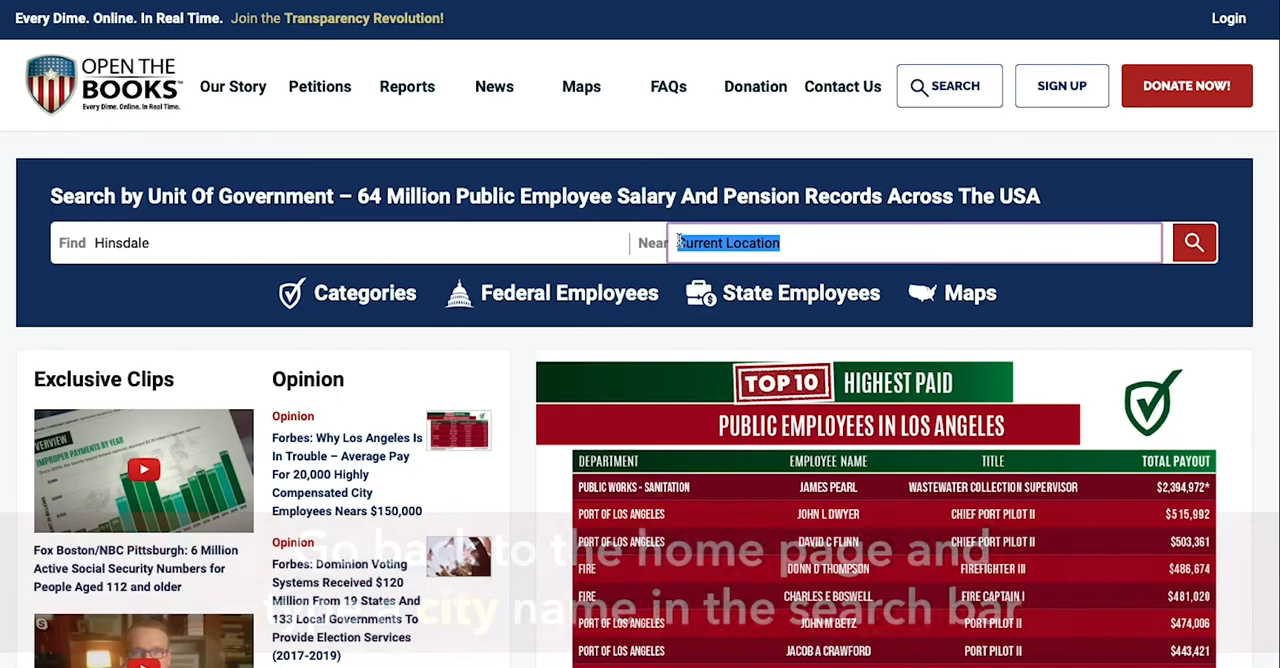 Every Dime. Online. In Real Time. Join the Transparency Revolution!
Login
OPEN THE
BOOKS™
Every Dime. Online. In Real Time.
Our Story
Petitions
Reports
News
Maps
FAQs
Donation
Contact Us
SEARCH
SIGN UP
DONATE NOW!
Search by Unit Of Government – 64 Million Public Employee Salary And Pension Records Across The USA
Find Hinsdale
Near Current Location
Categories
Federal Employees
State Employees
Maps
Exclusive Clips
OVERVIEW
IMPROPER PAYMENTS BY YEAR
Fox Boston/NBC Pittsburgh: 6 Million
Active Social Security Numbers for
People Aged 112 and older
Opinion
Opinion
Forbes: Why Los Angeles Is
In Trouble – Average Pay
For 20,000 Highly
Compensated City
Employees Nears $150,000
Opinion
Forbes: Dominion Voting
Systems Received $120
Million From 19 States And
133 Local Governments To
Provide Election Services
(2017-2019)
TOP 10 HIGHEST PAID
PUBLIC EMPLOYEES IN LOS ANGELES
DEPARTMENT EMPLOYEE NAME TITLE TOTAL PAYOUT
PUBLIC WORKS - SANITATION JAMES PEARL WASTEWATER COLLECTION SUPERVISOR $2,394,972*
PORT OF LOS ANGELES JOHN L DWYER CHIEF PORT PILOT II $515,992
PORT OF LOS ANGELES DAVID C FLINN CHIEF PORT PILOT II $503,361
FIRE DONN D THOMPSON FIREFIGHTER III $486,674
FIRE CHARLES E BOSWELL FIRE CAPTAIN I $481,020
PORT OF LOS ANGELES JOHN M BETZ PORT PILOT II $474,006
PORT OF LOS ANGELES JACOB A CRAWFORD PORT PILOT II $443,421
Go back to the home page and
type a city name in the search bar